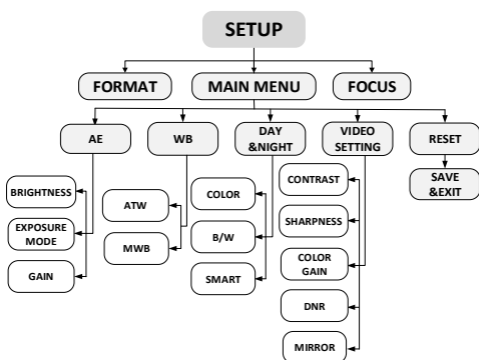 SETUP
FORMAT
MAIN MENU
FOCUS
AE
WB
DAY
&NIGHT
VIDEO
SETTING
RESET
SAVE
&EXIT
BRIGHTNESS
EXPOSURE
MODE
GAIN
ATW
MWB
COLOR
B/W
SMART
CONTRAST
SHARPNESS
COLOR
GAIN
DNR
MIRROR